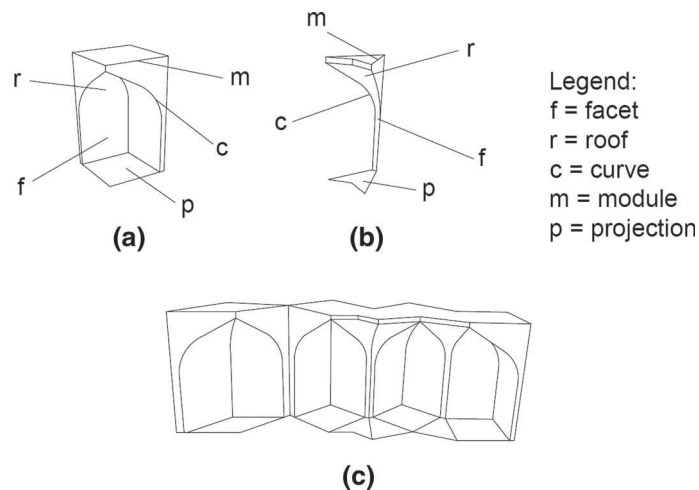 m
r
m
r
c
c
f
f
p
p
(a)
(b)
Legend:
f = facet
r = roof
c = curve
m = module
p = projection
(c)